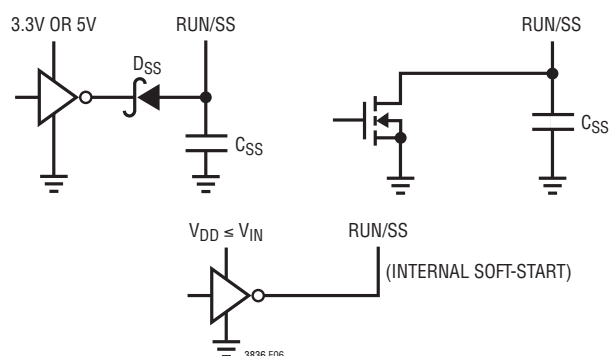 3.3V OR 5V
RUN/SS
DSS
CSS
RUN/SS
CSS
VDD ≤ VIN
RUN/SS
(INTERNAL SOFT-START)
3836 F06